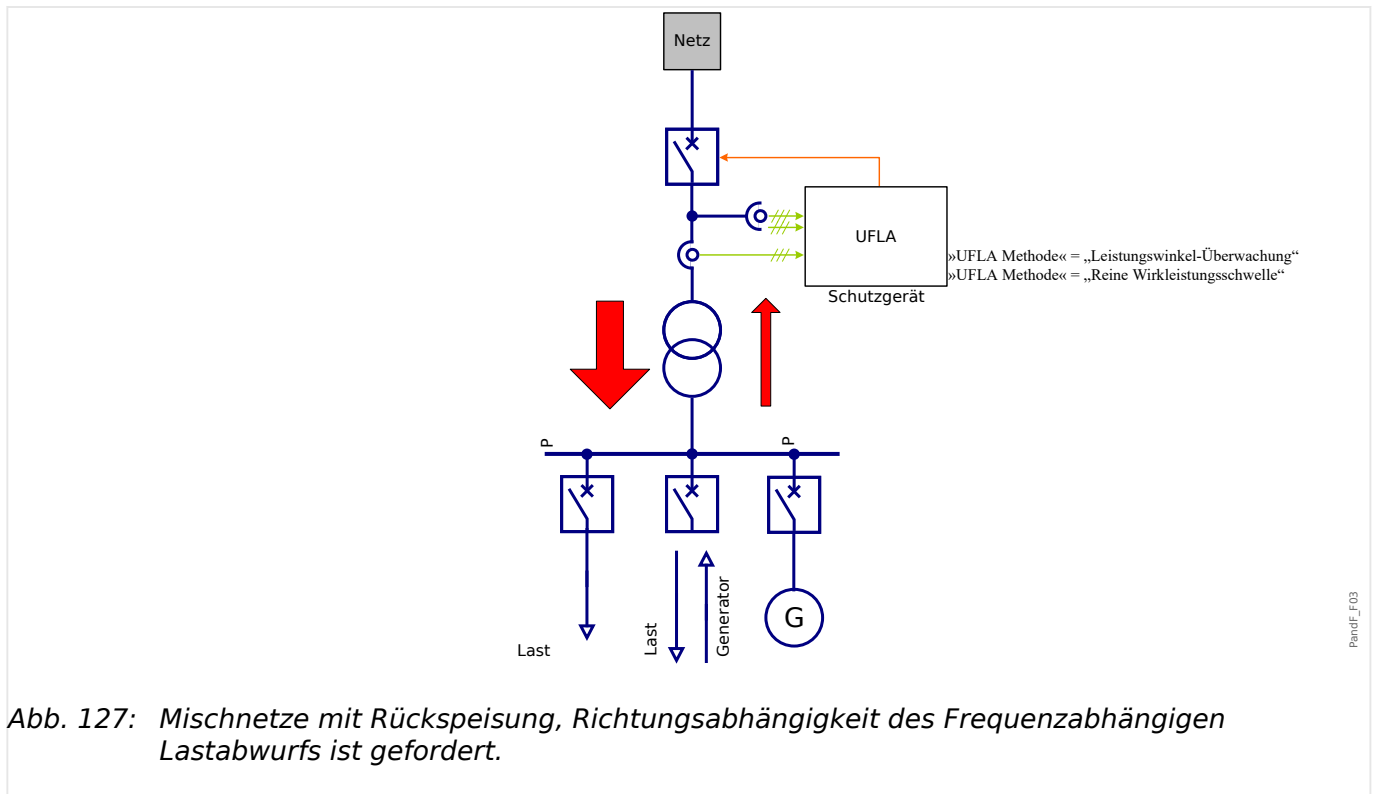 Netz
UFLA
»UFLA Methode« = „Leistungswinkel-Überwachung“
»UFLA Methode« = „Reine Wirkleistungsschwelle“
Schutzgerät
P
P
Last
Last
Generator
G
PandF_F03
Abb. 127: Mischnetze mit Rückspeisung, Richtungsabhängigkeit des Frequenzabhängigen
Lastabwurfs ist gefordert.